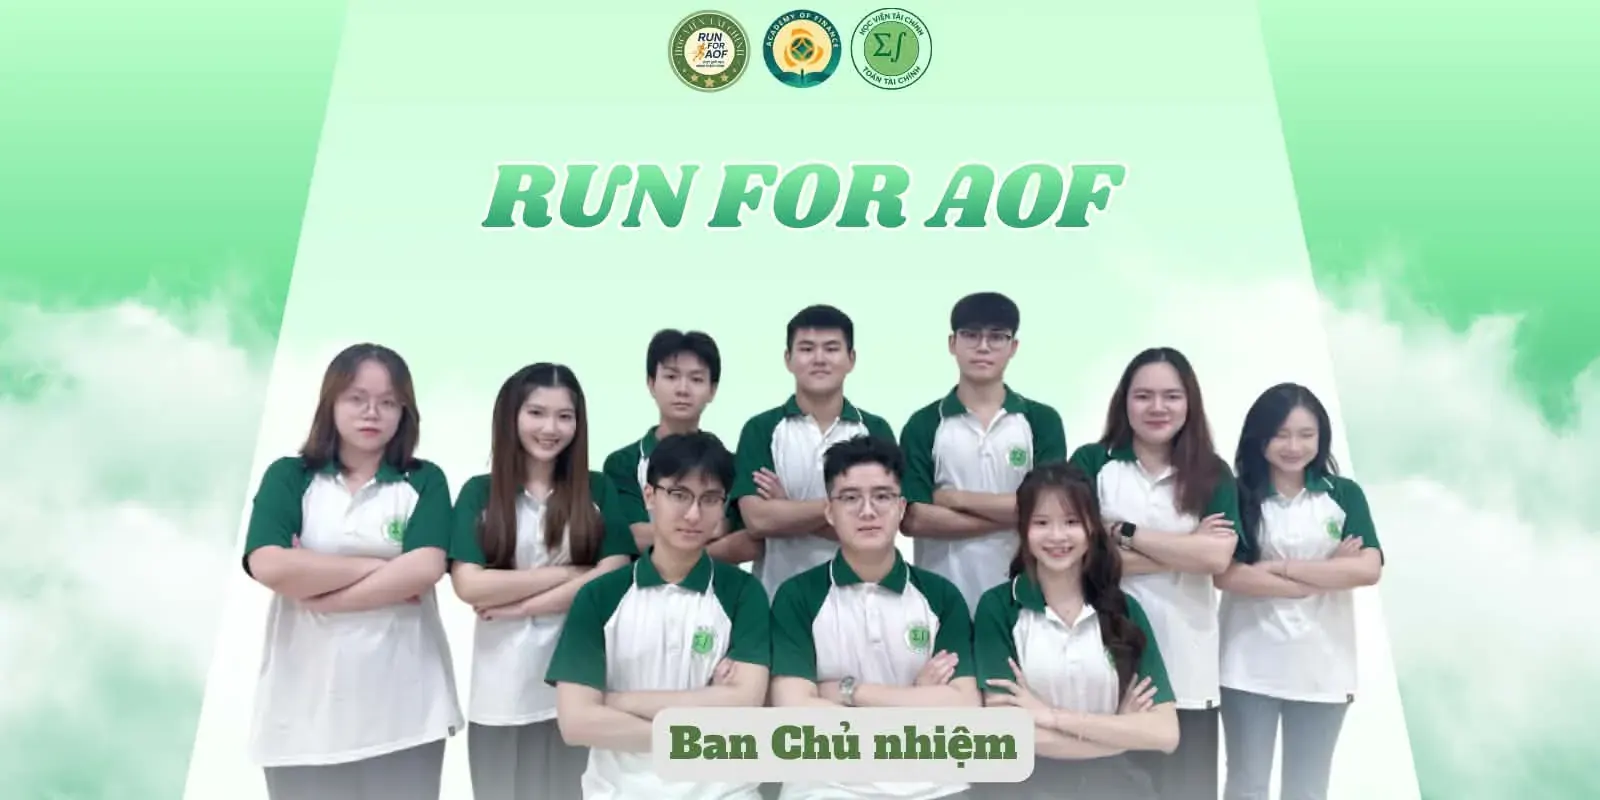 HỌC VIỆN TÀI CHÍNH
RUN
FOR
AOF
ACADEMY OF FINANCE
HỌC VIỆN TÀI CHÍNH
Σ∫
TOÁN TÀI CHÍNH
RUN FOR AOF
Σ∫
Σ∫
Σ∫
Σ∫
Ban Chủ nhiệm